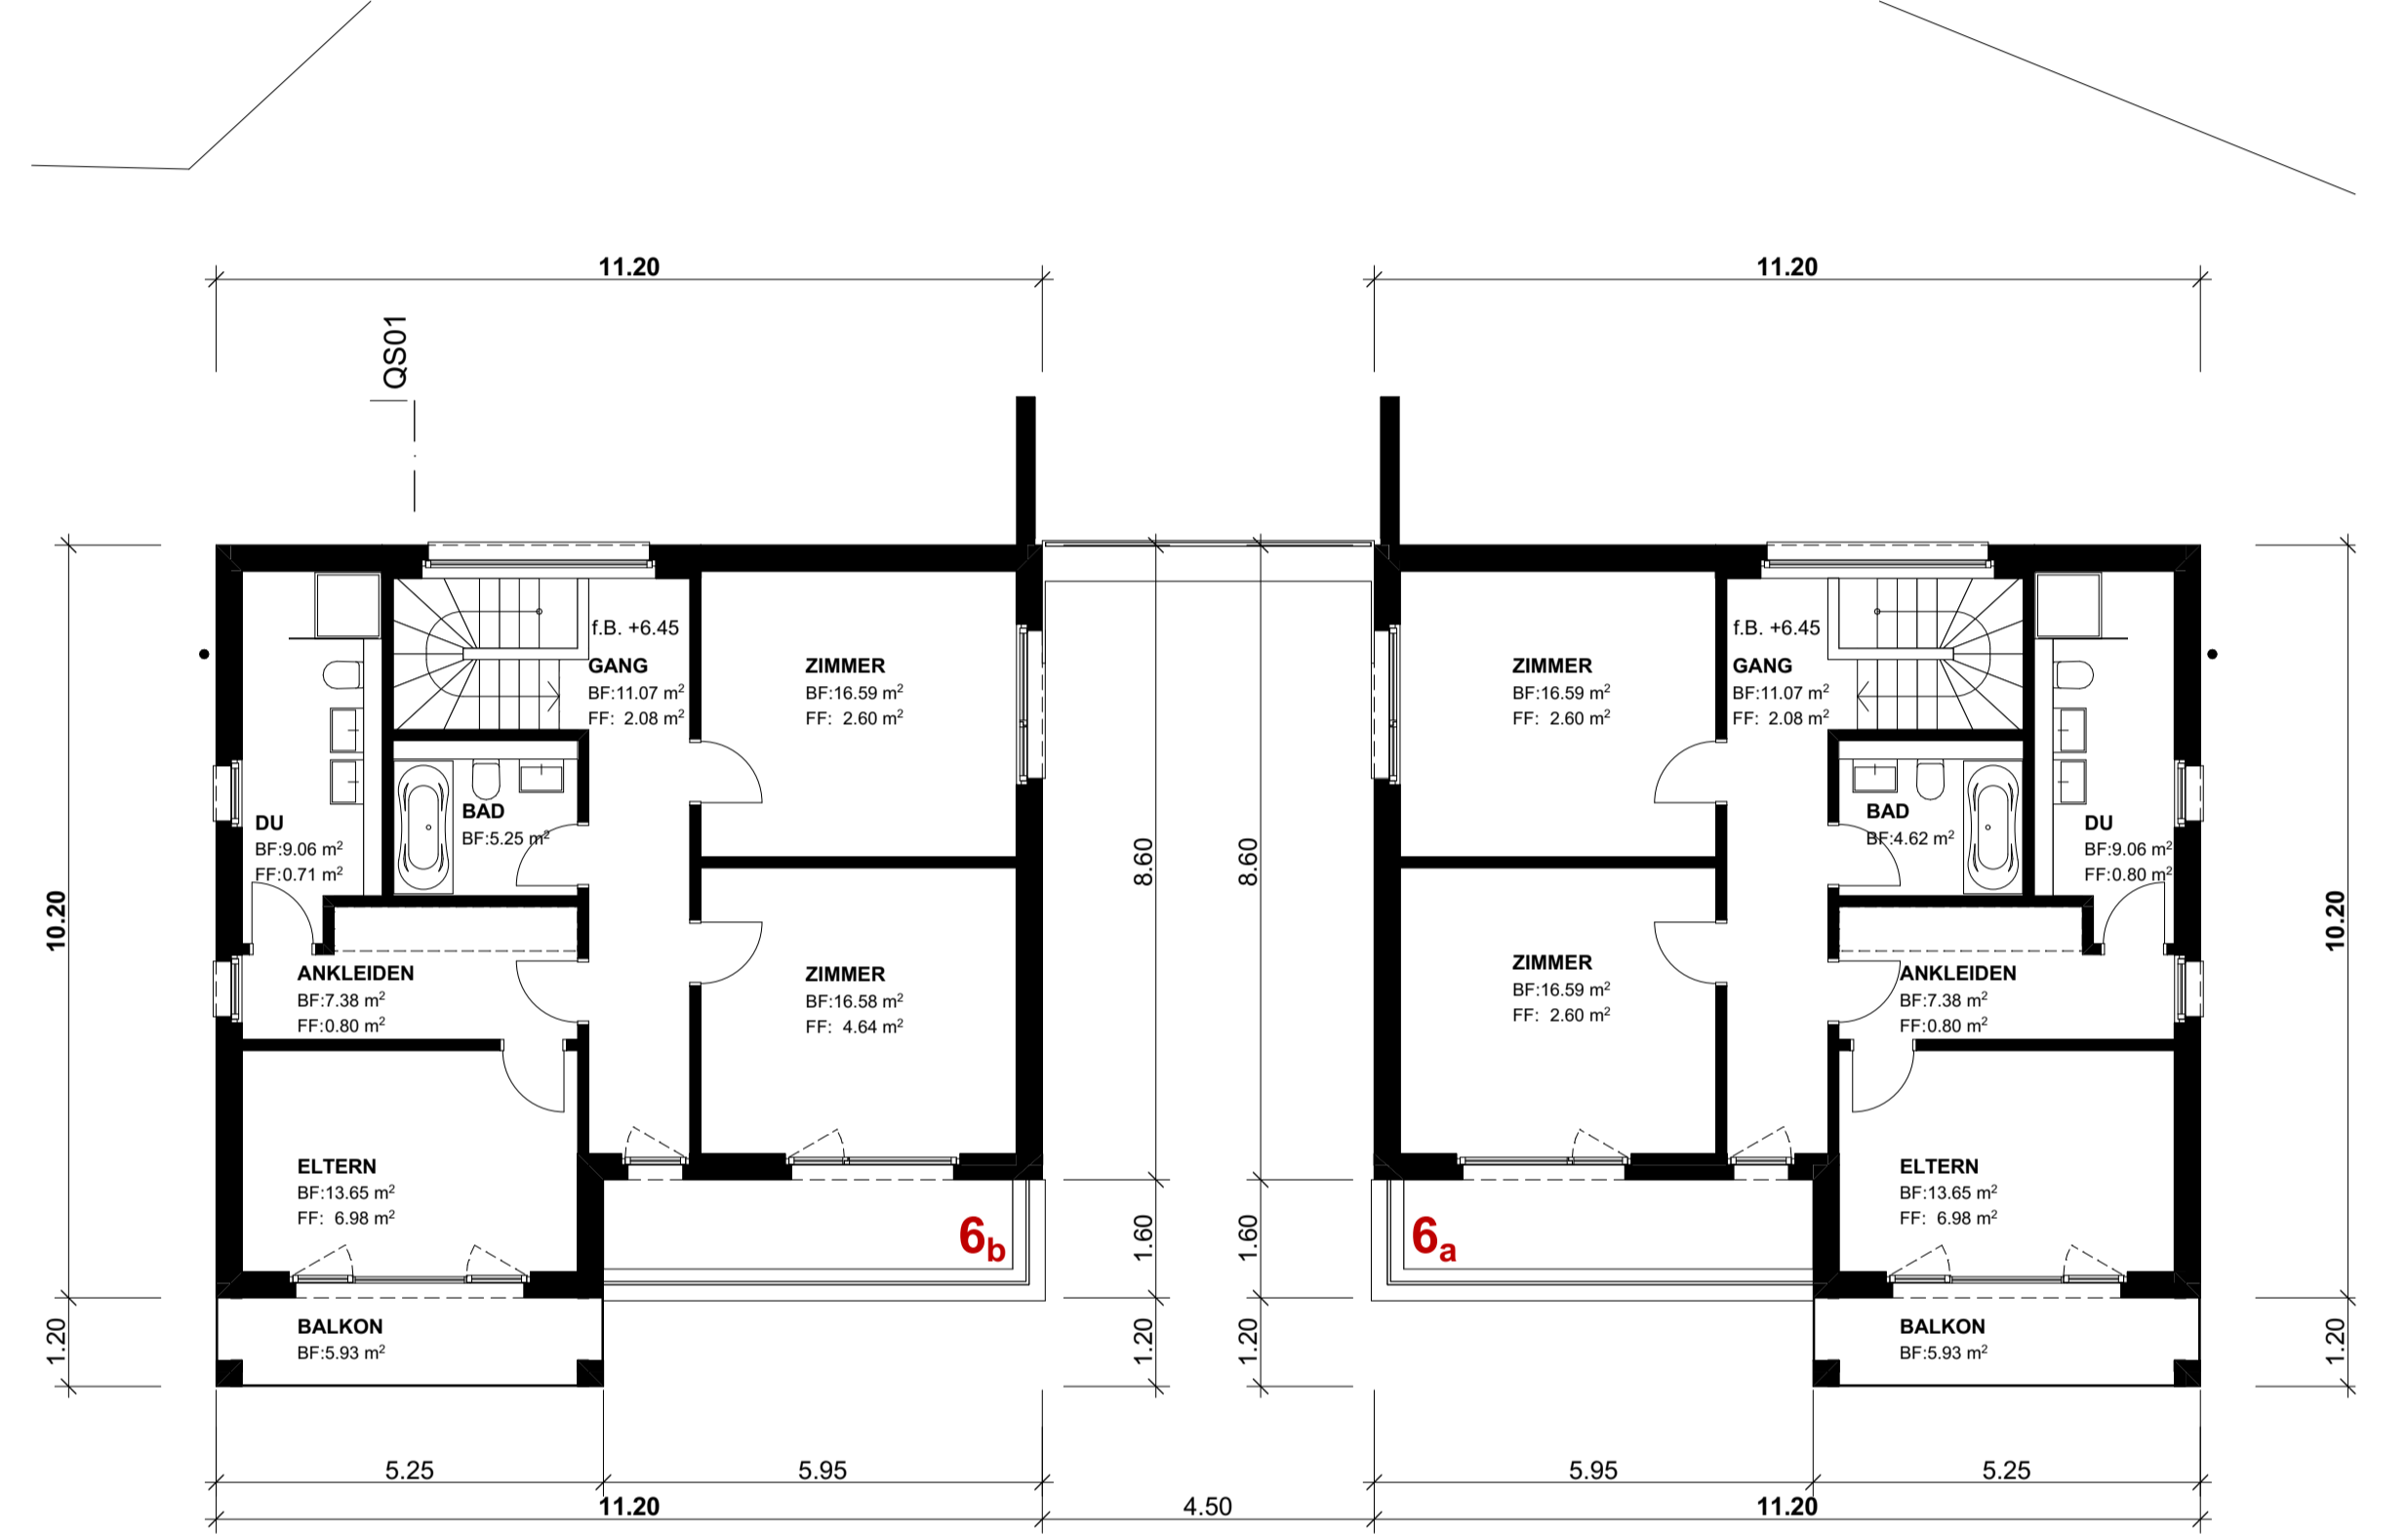 11.20
11.20
QS01
f.B. +6.45
GANG
BF:11.07 m²
FF: 2.08 m²
ZIMMER
BF:16.59 m²
FF: 2.60 m²
ZIMMER
BF:16.59 m²
FF: 2.60 m²
f.B. +6.45
GANG
BF:11.07 m²
FF: 2.08 m²
DU
BF:9.06 m²
FF:0.71 m²
BAD
BF:5.25 m²
BAD
BF:4.62 m²
DU
BF:9.06 m²
FF:0.80 m²
10.20
8.60
8.60
10.20
ANKLEIDEN
BF:7.38 m²
FF:0.80 m²
ZIMMER
BF:16.58 m²
FF: 4.64 m²
ZIMMER
BF:16.59 m²
FF: 2.60 m²
ANKLEIDEN
BF:7.38 m²
FF:0.80 m²
ELTERN
BF:13.65 m²
FF: 6.98 m²
6b
1.60
1.60
6a
ELTERN
BF:13.65 m²
FF: 6.98 m²
1.20
BALKON
BF:5.93 m²
1.20
1.20
BALKON
BF:5.93 m²
1.20
5.25
5.95
5.95
5.25
11.20
4.50
11.20